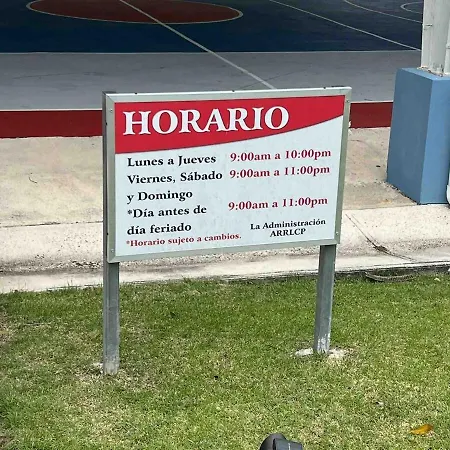 HORARIO
Lunes a Jueves 9:00am a 10:00pm
Viernes, Sábado 9:00am a 11:00pm
y Domingo
*Día antes de 9:00am a 11:00pm
día feriado La Administración
*Horario sujeto a cambios. ARRLCP